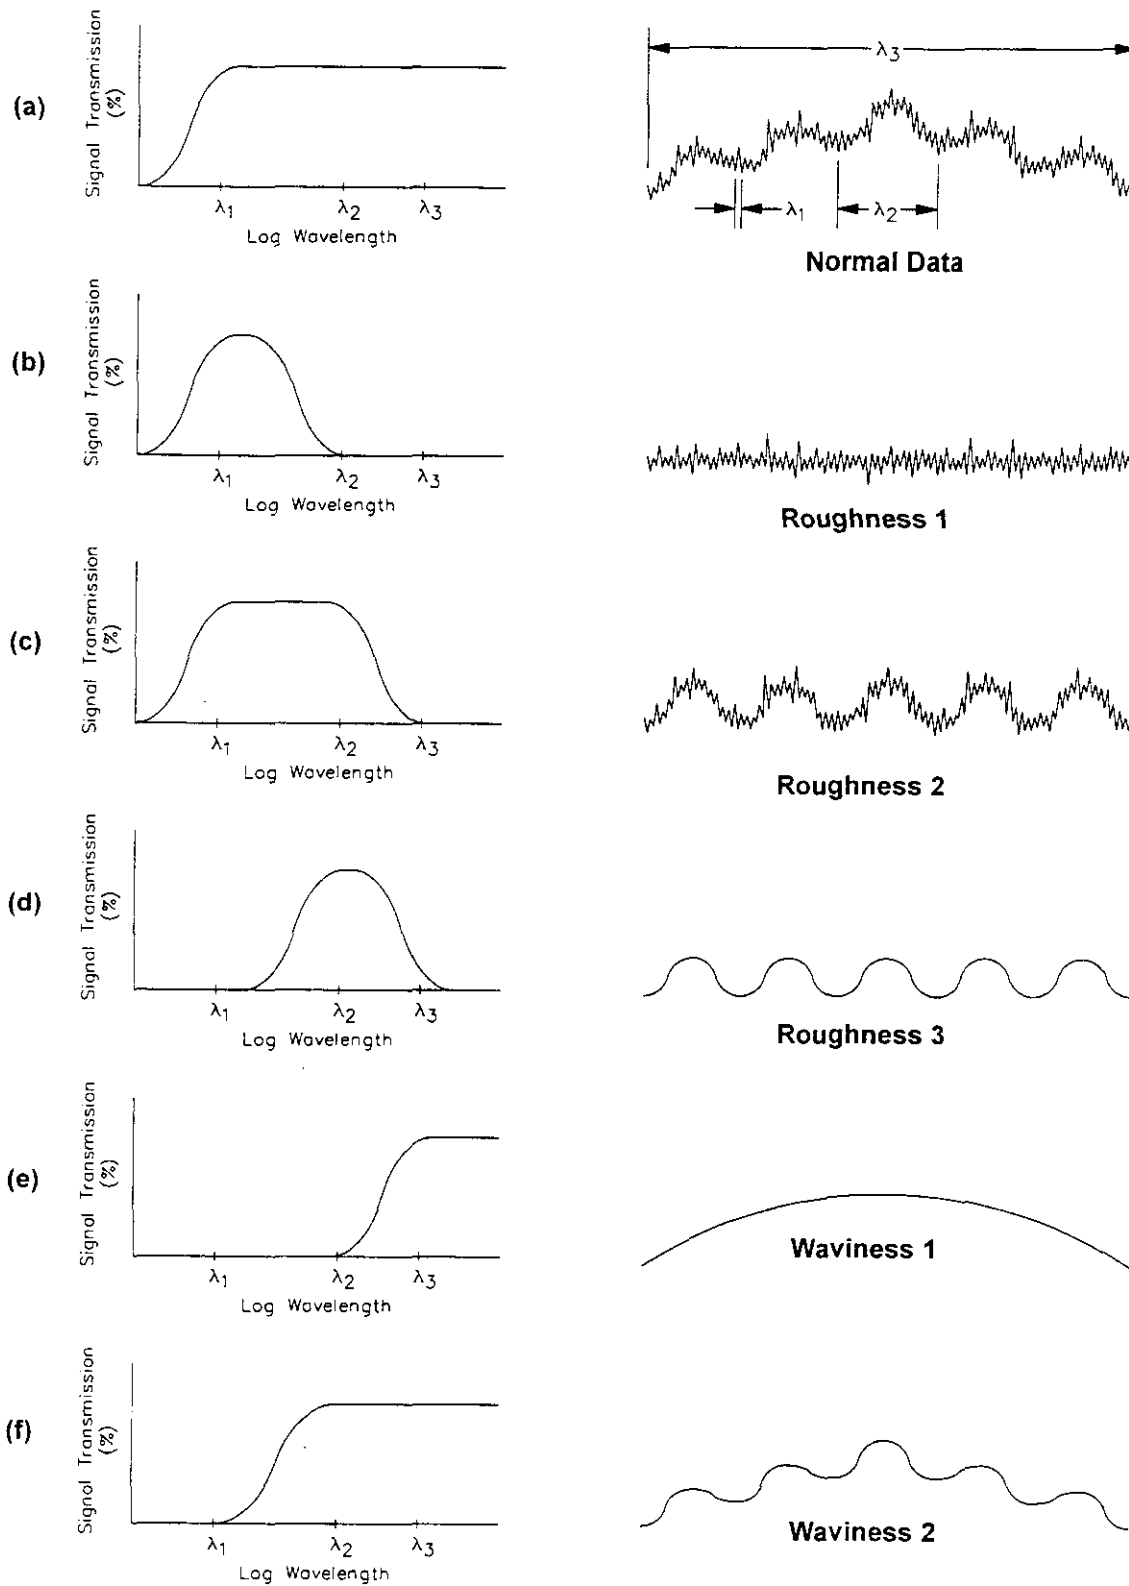 (a)
Signal Transmission
(%)
λ1 λ2 λ3
Log Wavelength
λ3
λ1 λ2
Normal Data
(b)
Signal Transmission
(%)
λ1 λ2 λ3
Log Wavelength
Roughness 1
(c)
Signal Transmission
(%)
λ1 λ2 λ3
Log Wavelength
Roughness 2
(d)
Signal Transmission
(%)
λ1 λ2 λ3
Log Wavelength
Roughness 3
(e)
Signal Transmission
(%)
λ1 λ2 λ3
Log Wavelength
Waviness 1
(f)
Signal Transmission
(%)
λ1 λ2 λ3
Log Wavelength
Waviness 2